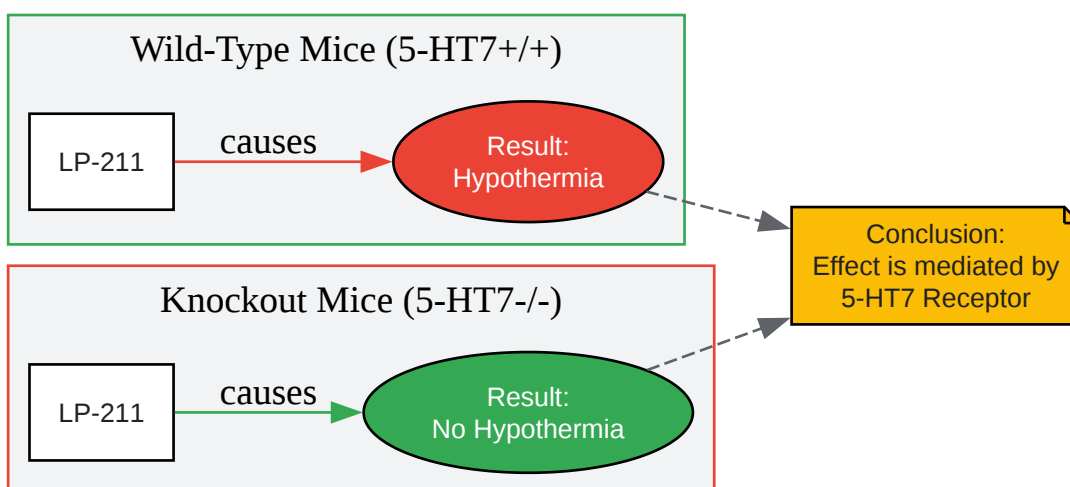 Wild-Type Mice (5-HT7+/+)
LP-211
causes
Result:
Hypothermia
Knockout Mice (5-HT7-/-)
LP-211
causes
Result:
No Hypothermia
Conclusion:
Effect is mediated by
5-HT7 Receptor